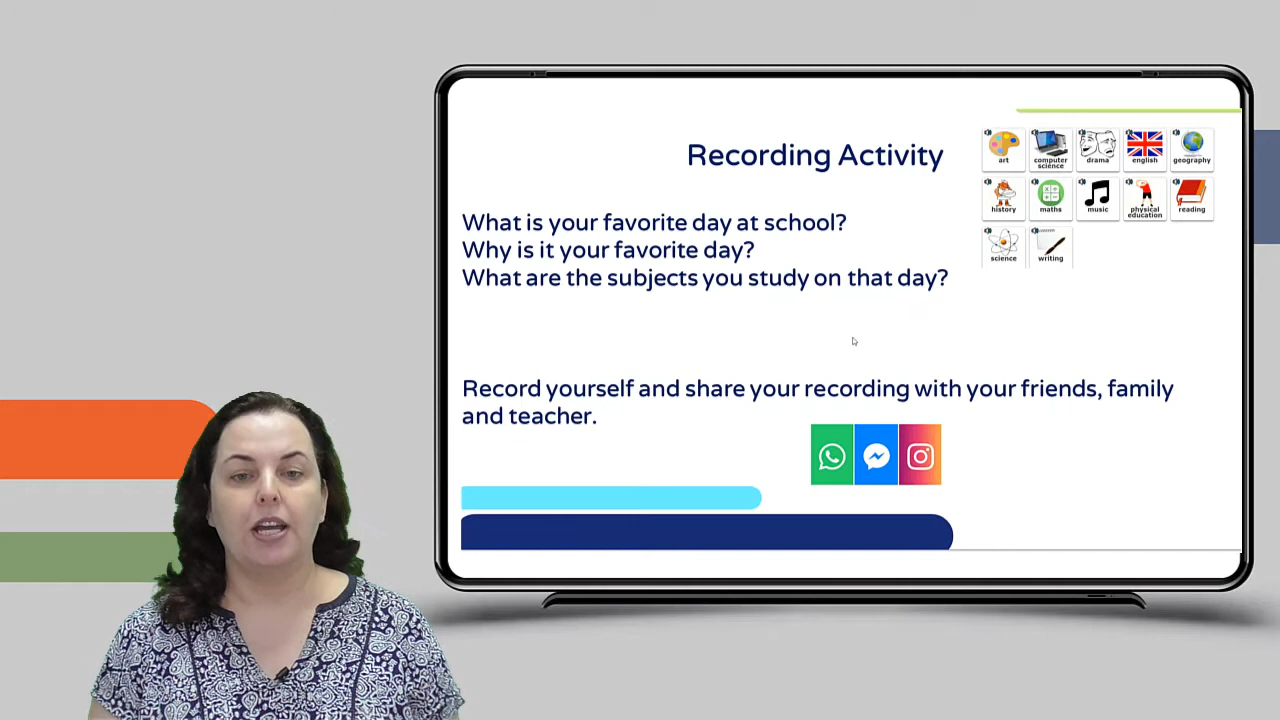 Recording Activity
art
computer
science
drama
english
geography
history
maths
music
physical
education
reading
science
writing
What is your favorite day at school?
Why is it your favorite day?
What are the subjects you study on that day?
Record yourself and share your recording with your friends, family
and teacher.